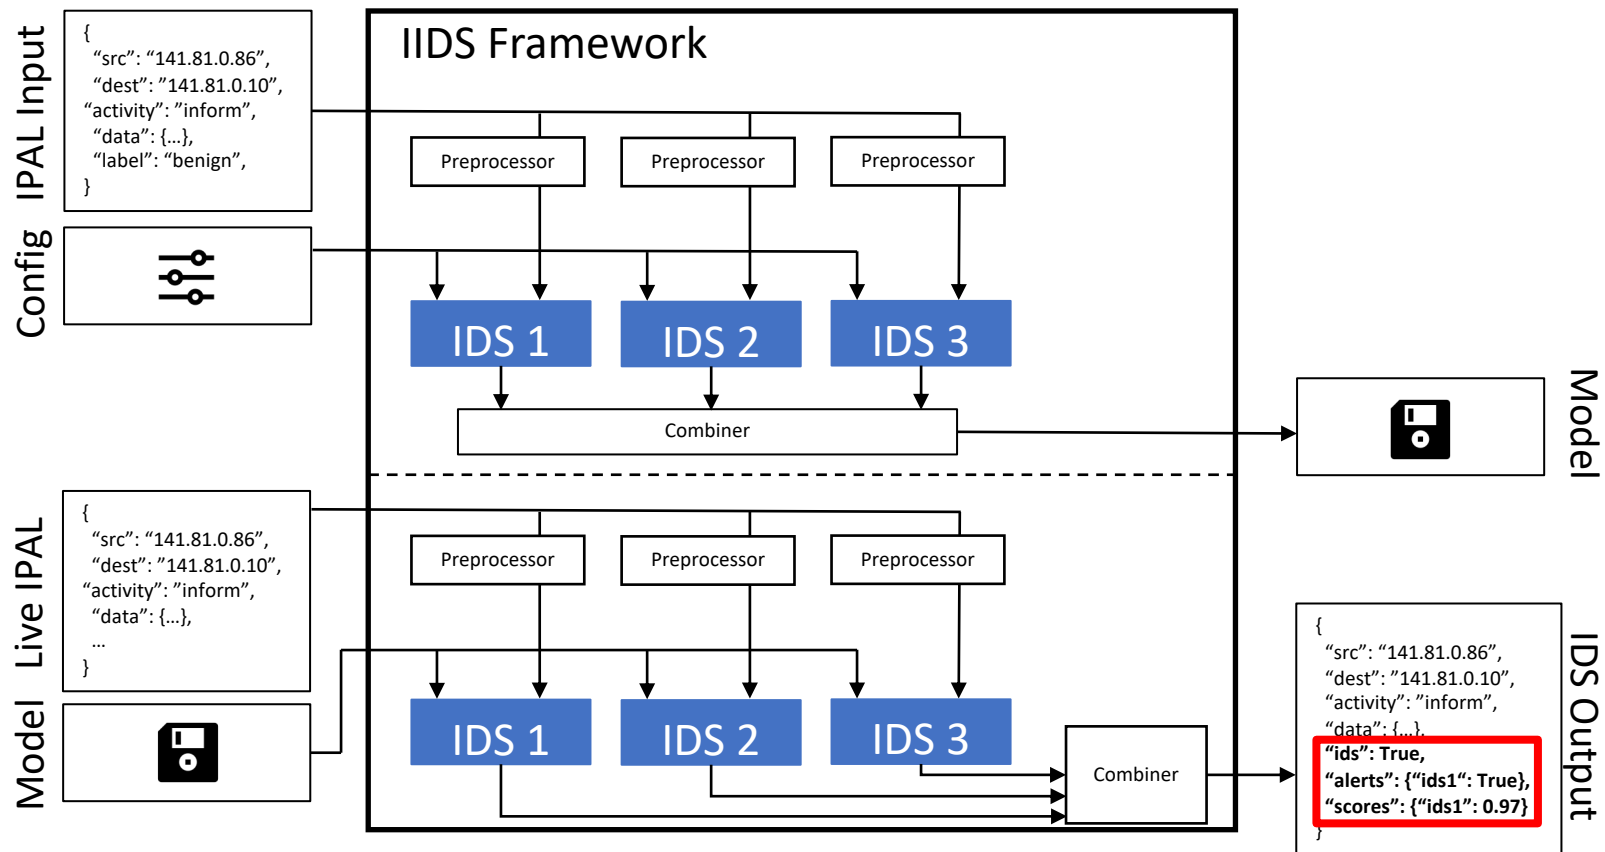 IIDS Framework
IPAL Input
{
“src”: “141.81.0.86”,
“dest”: ”141.81.0.10”,
“activity”: ”inform”,
“data”: {…},
“label”: “benign”,
}
Preprocessor
Preprocessor
Preprocessor
Config
IDS 1
IDS 2
IDS 3
Combiner
Model
Live IPAL
{
“src”: “141.81.0.86”,
“dest”: ”141.81.0.10”,
“activity”: ”inform”,
“data”: {…},
…
}
Preprocessor
Preprocessor
Preprocessor
Model
IDS 1
IDS 2
IDS 3
Combiner
IDS Output
{
“src”: “141.81.0.86”,
“dest”: ”141.81.0.10”,
“activity”: ”inform”,
“data”: {…},
“ids”: True,
“alerts”: {“ids1“: True},
“scores”: {“ids1”: 0.97}
}